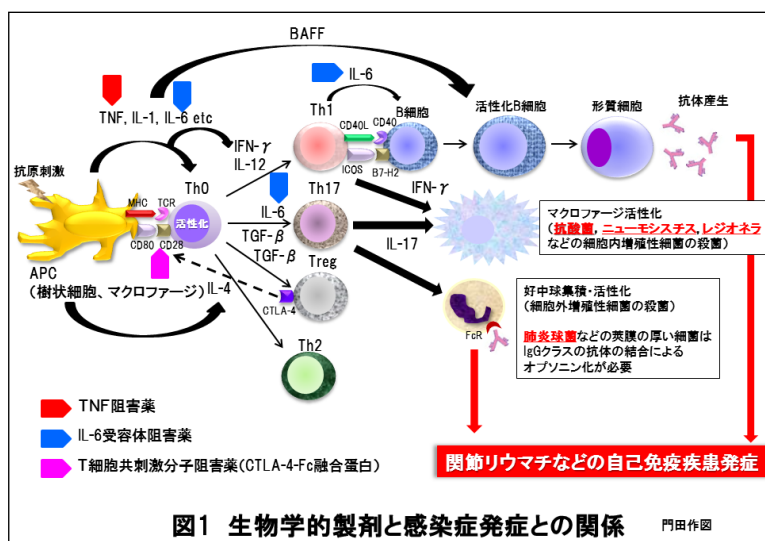 BAFF
IL-6
TNF, IL-1, IL-6 etc
Th1
B細胞
活性化B細胞
形質細胞
抗体産生
CD40L
CD40
IFN-γ
IL-12
ICOS
B7-H2
抗原刺激
Th0
MHC
TCR
活性化
CD80
CD28
IL-6
TGF-β
TGF-β
Th17
IFN-γ
IL-17
マクロファージ活性化
(抗酸菌, ニューモシスチス, レジオネラ
などの細胞内増殖性細菌の殺菌)
APC
(樹状細胞、マクロファージ)
IL-4
Treg
CTLA-4
Th2
好中球集積・活性化
(細胞外増殖性細菌の殺菌)
肺炎球菌などの莢膜の厚い細菌は
IgGクラスの抗体の結合による
オプソニン化が必要
FcR
TNF阻害薬
IL-6受容体阻害薬
T細胞共刺激分子阻害薬(CTLA-4-Fc融合蛋白)
関節リウマチなどの自己免疫疾患発症
図1 生物学的製剤と感染症発症との関係
門田作図